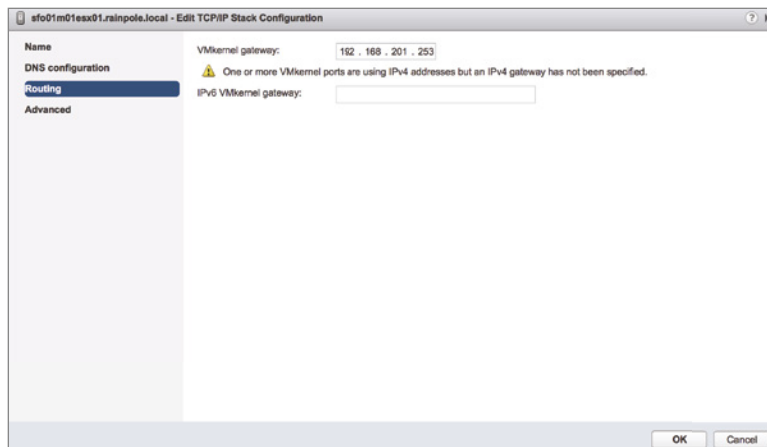 sfo01m01esx01.rainpole.local - Edit TCP/IP Stack Configuration
?
Name
DNS configuration
Routing
Advanced
VMkernel gateway: 192 . 168 . 201 . 253
One or more VMkernel ports are using IPv4 addresses but an IPv4 gateway has not been specified.
IPv6 VMkernel gateway:
OK Cancel